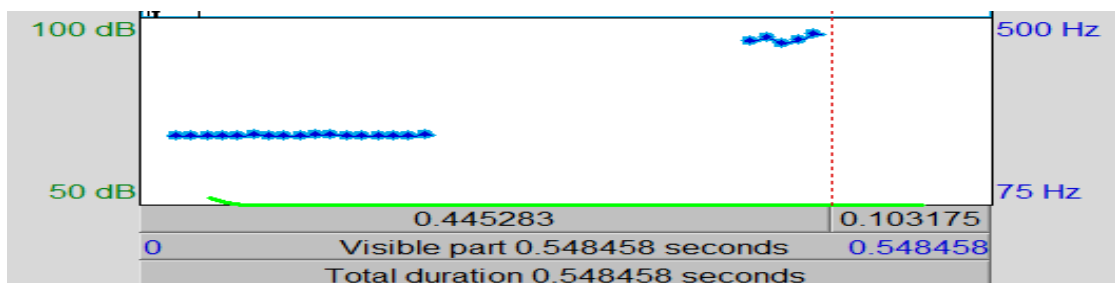 100 dB 500 Hz
50 dB 75 Hz
0.445283 0.103175
0 Visible part 0.548458 seconds 0.548458
Total duration 0.548458 seconds